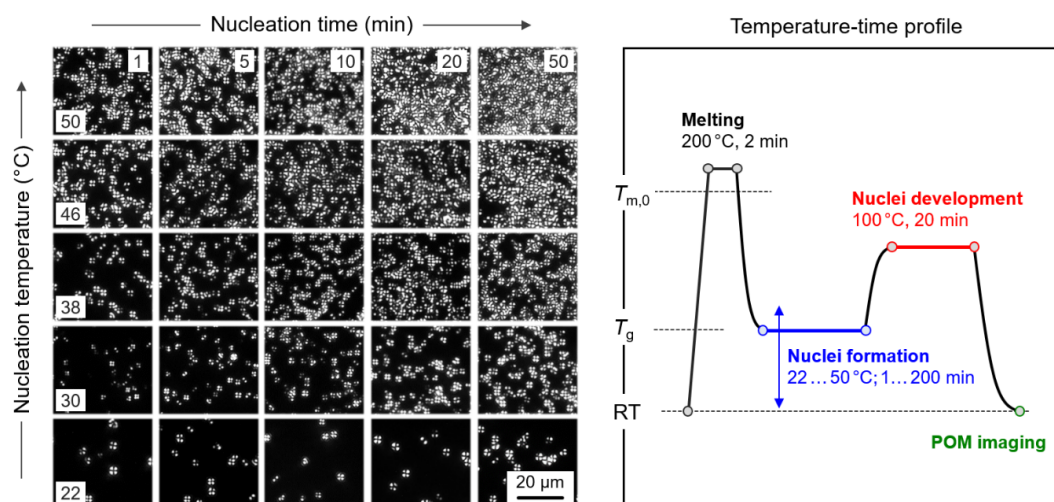 Nucleation time (min)
Nucleation temperature (°C)
1
5
10
20
50
50
46
38
30
22
20 µm
Temperature-time profile
Melting
200 °C, 2 min
Tm,0
Nuclei development
100 °C, 20 min
Tg
Nuclei formation
22 ... 50 °C; 1... 200 min
RT
POM imaging